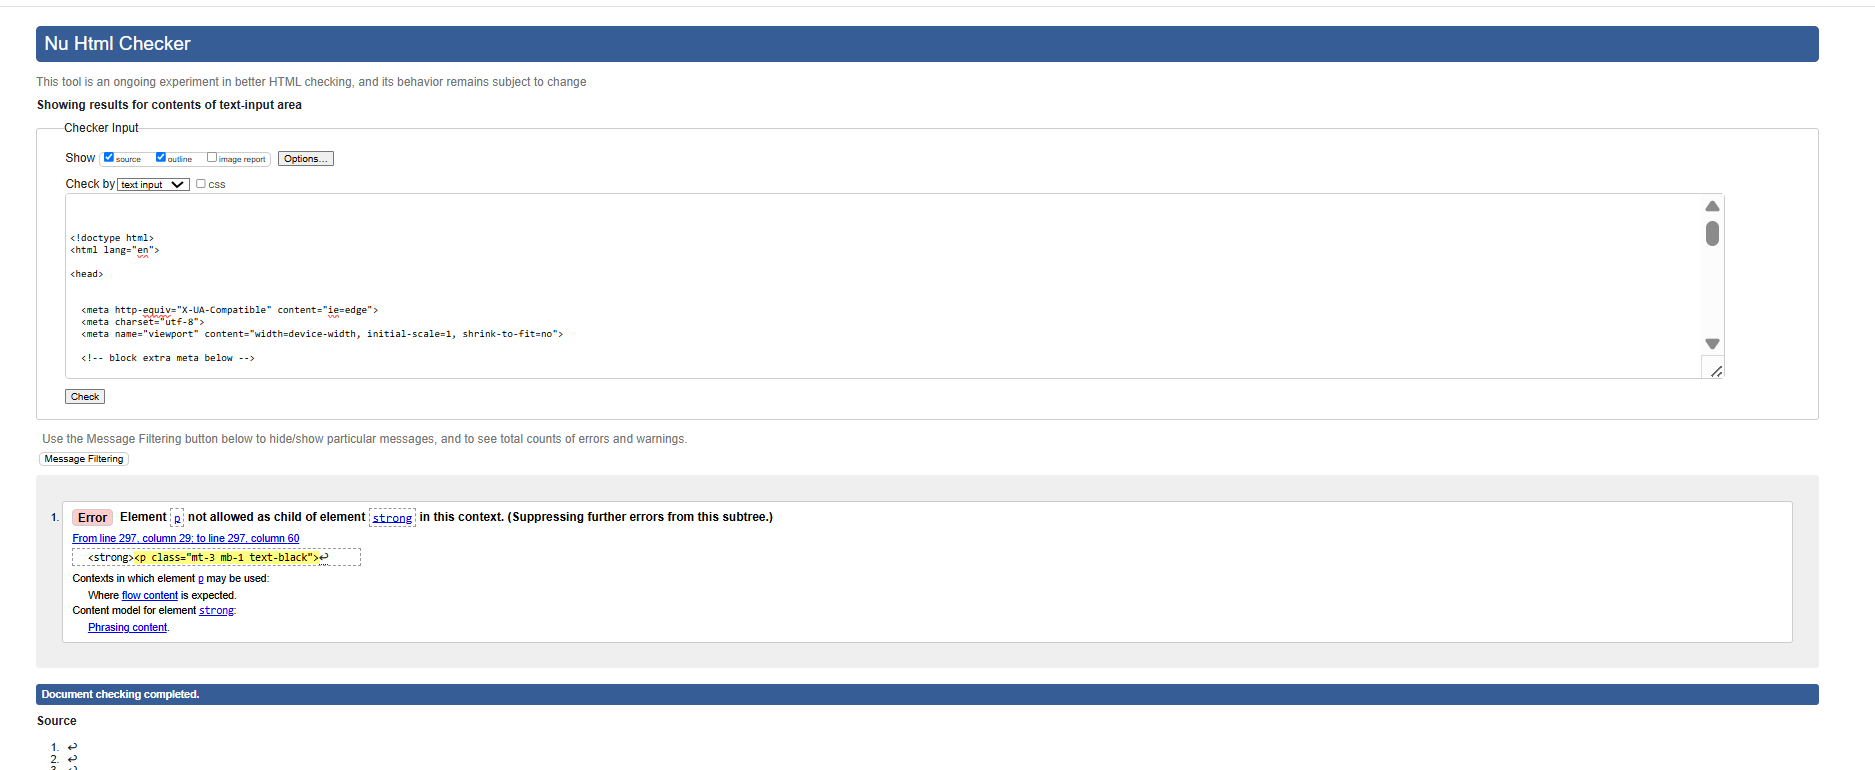 Nu Html Checker
This tool is an ongoing experiment in better HTML checking, and its behavior remains subject to change
Showing results for contents of text-input area
Checker Input
Show source outline image report Options...
Check by text input css
<!doctype html>
<html lang="en">
<head>
<meta http-equiv="X-UA-Compatible" content="ie=edge">
<meta charset="utf-8">
<meta name="viewport" content="width=device-width, initial-scale=1, shrink-to-fit=no">
<!-- block extra meta below -->
Check
Use the Message Filtering button below to hide/show particular messages, and to see total counts of errors and warnings.
Message Filtering
1. Error Element p not allowed as child of element strong in this context. (Suppressing further errors from this subtree.)
From line 297, column 29; to line 297, column 60
<strong><p class="mt-3 mb-1 text-black">↩
Contexts in which element p may be used:
Where flow content is expected.
Content model for element strong:
Phrasing content.
Document checking completed.
Source
1. ↩
2. ↩
3. ↩